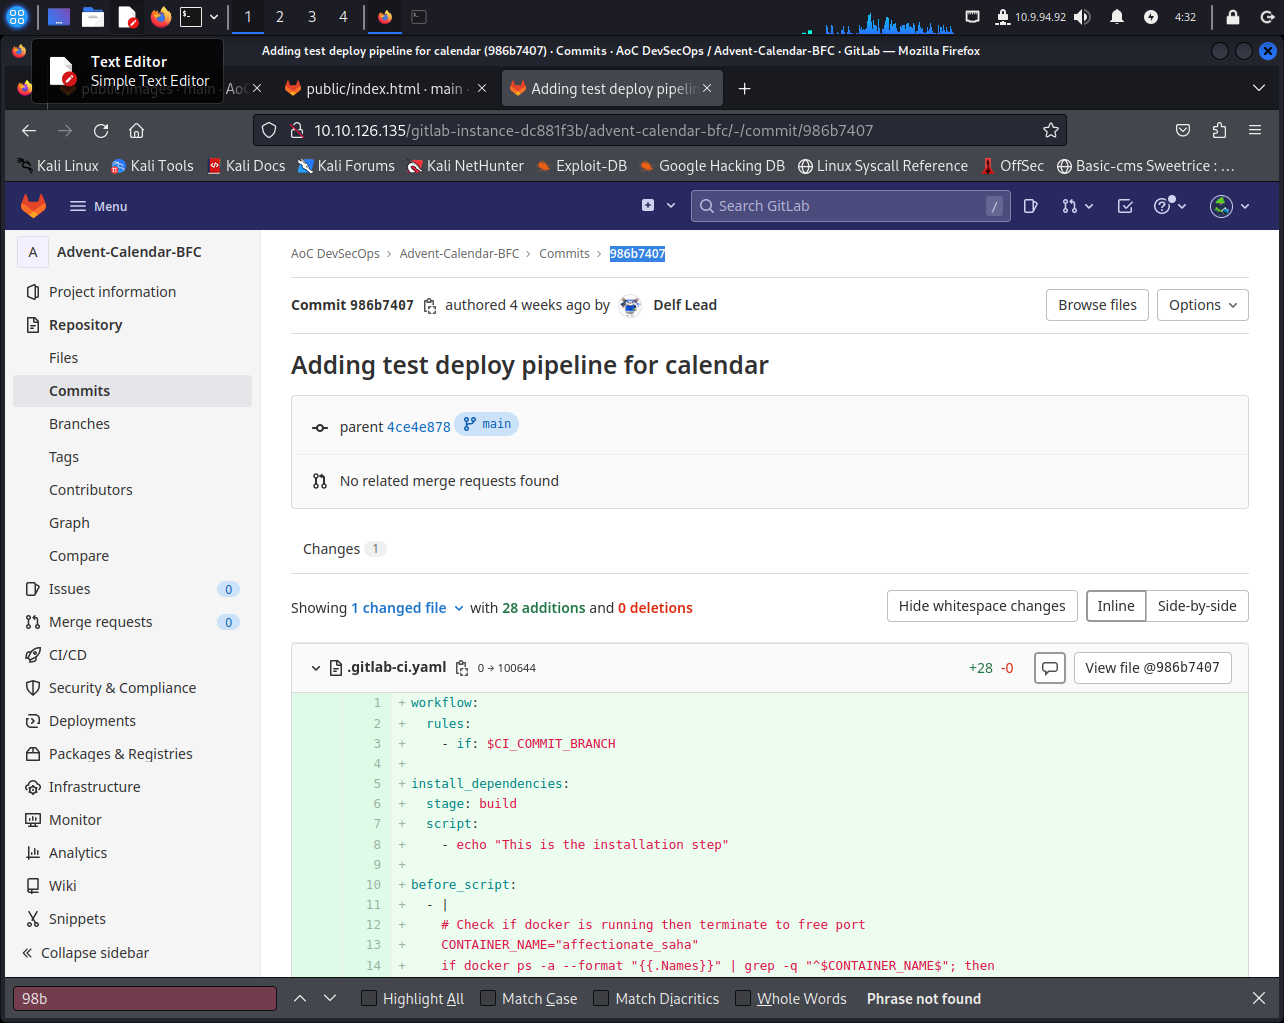 1 2 3 4 10.9.94.92 4:32
Adding test deploy pipeline for calendar (986b7407) · Commits · AoC DevSecOps / Advent-Calendar-BFC · GitLab — Mozilla Firefox
Text Editor
Simple Text Editor
public/images · main · AoC
public/index.html · main ·
Adding test deploy pipelin
10.10.126.135/gitlab-instance-dc881f3b/advent-calendar-bfc/-/commit/986b7407
Kali Linux Kali Tools Kali Docs Kali Forums Kali NetHunter Exploit-DB Google Hacking DB Linux Syscall Reference OffSec Basic-cms Sweetrice : ...
Menu
Search GitLab /
A Advent-Calendar-BFC
Project information
Repository
Files
Commits
Branches
Tags
Contributors
Graph
Compare
Issues 0
Merge requests 0
CI/CD
Security & Compliance
Deployments
Packages & Registries
Infrastructure
Monitor
Analytics
Wiki
Snippets
Collapse sidebar
AoC DevSecOps › Advent-Calendar-BFC › Commits › 986b7407
Commit 986b7407 authored 4 weeks ago by Delf Lead
Browse files
Options
Adding test deploy pipeline for calendar
parent 4ce4e878 main
No related merge requests found
Changes 1
Showing 1 changed file with 28 additions and 0 deletions
Hide whitespace changes
Inline
Side-by-side
.gitlab-ci.yaml 0 → 100644
+28 -0
View file @986b7407
1 + workflow:
2 + rules:
3 + - if: $CI_COMMIT_BRANCH
4 +
5 + install_dependencies:
6 + stage: build
7 + script:
8 + - echo "This is the installation step"
9 +
10 + before_script:
11 + - |
12 + # Check if docker is running then terminate to free port
13 + CONTAINER_NAME="affectionate_saha"
14 + if docker ps -a --format "{{.Names}}" | grep -q "^$CONTAINER_NAME$"; then
98b
Highlight All
Match Case
Match Diacritics
Whole Words
Phrase not found